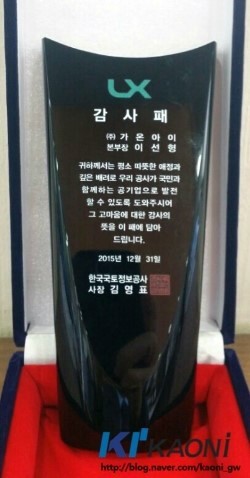 LX
감 사 패
(주) 가 온 아 이
본부장 이 선 형
귀하께서는 평소 따뜻한 애정과
깊은 배려로 우리 공사가 국민과
함께하는 공기업으로 발전
할 수 있도록 도와주시어
그 고마움에 대한 감사의
뜻을 이 패에 담아
드립니다.
2015년 12월 31일
한국국토정보공사
사장 김 영 표
KAONI
http://blog.naver.com/kaoni_gw